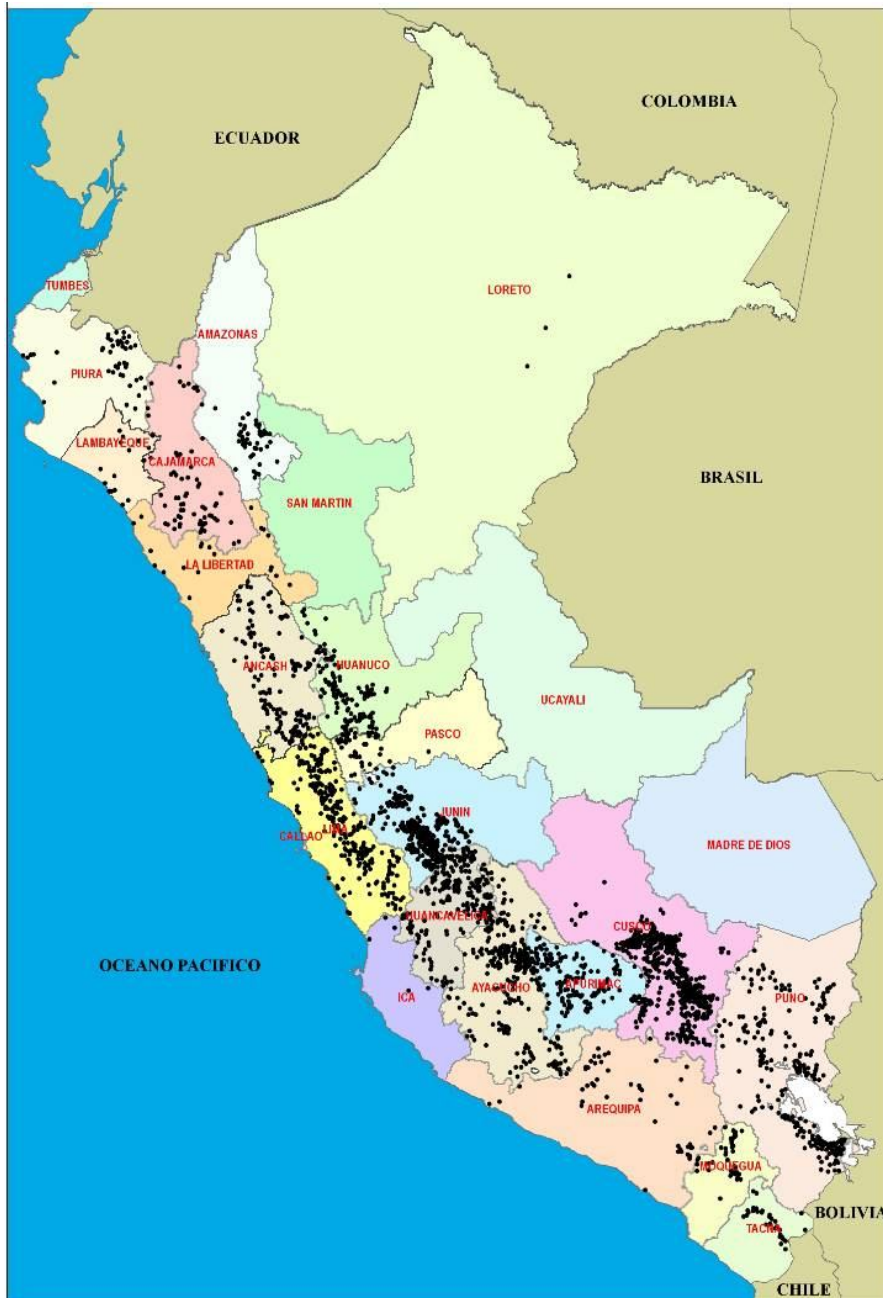 COLOMBIA
ECUADOR
TUMBES
LORETO
AMAZONAS
PIURA
LAMBAYEQUE
CAJAMARCA
BRASIL
SAN MARTIN
LA LIBERTAD
ANCASH
HUANUCO
UCAYALI
PASCO
JUNIN
CALLAO
LIMA
MADRE DE DIOS
HUANCAVELICA
CUSCO
OCEANO PACIFICO
ICA
AYACUCHO
APURIMAC
PUNO
AREQUIPA
MOQUEGUA
BOLIVIA
TACNA
CHILE